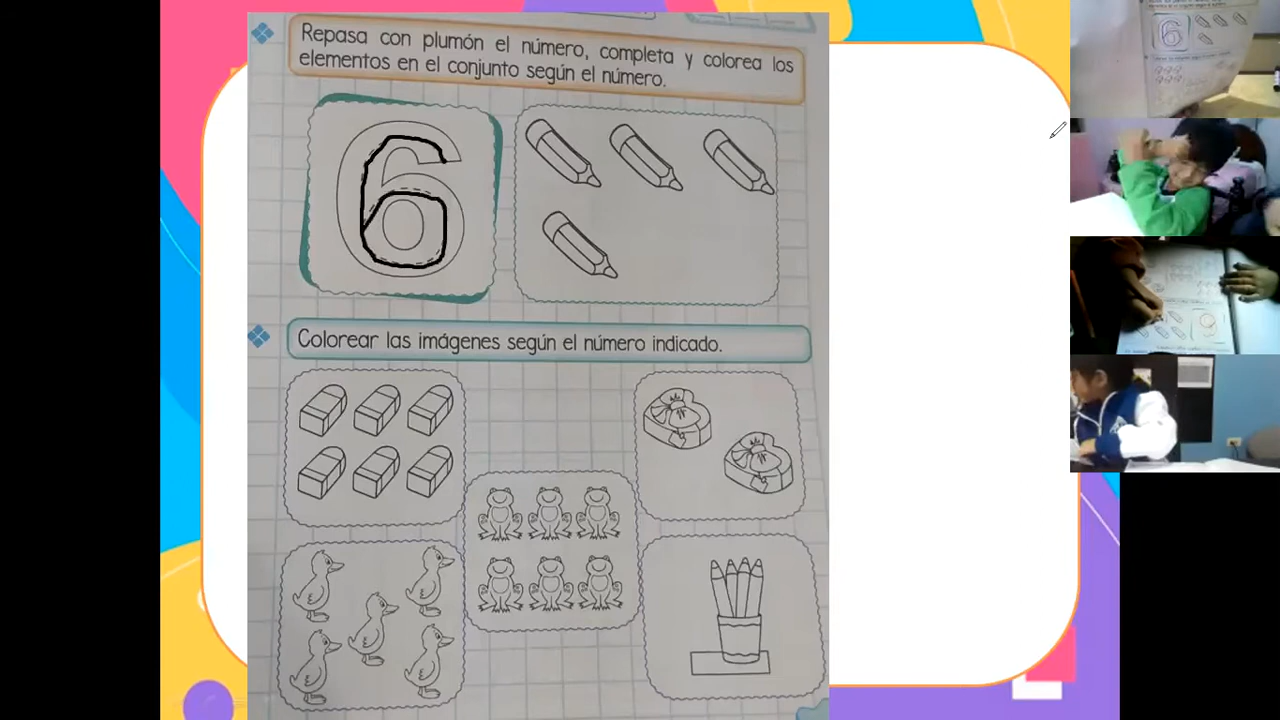 Repasa con plumón el número, completa y colorea los
elementos en el conjunto según el número.
6
Colorear las imágenes según el número indicado.